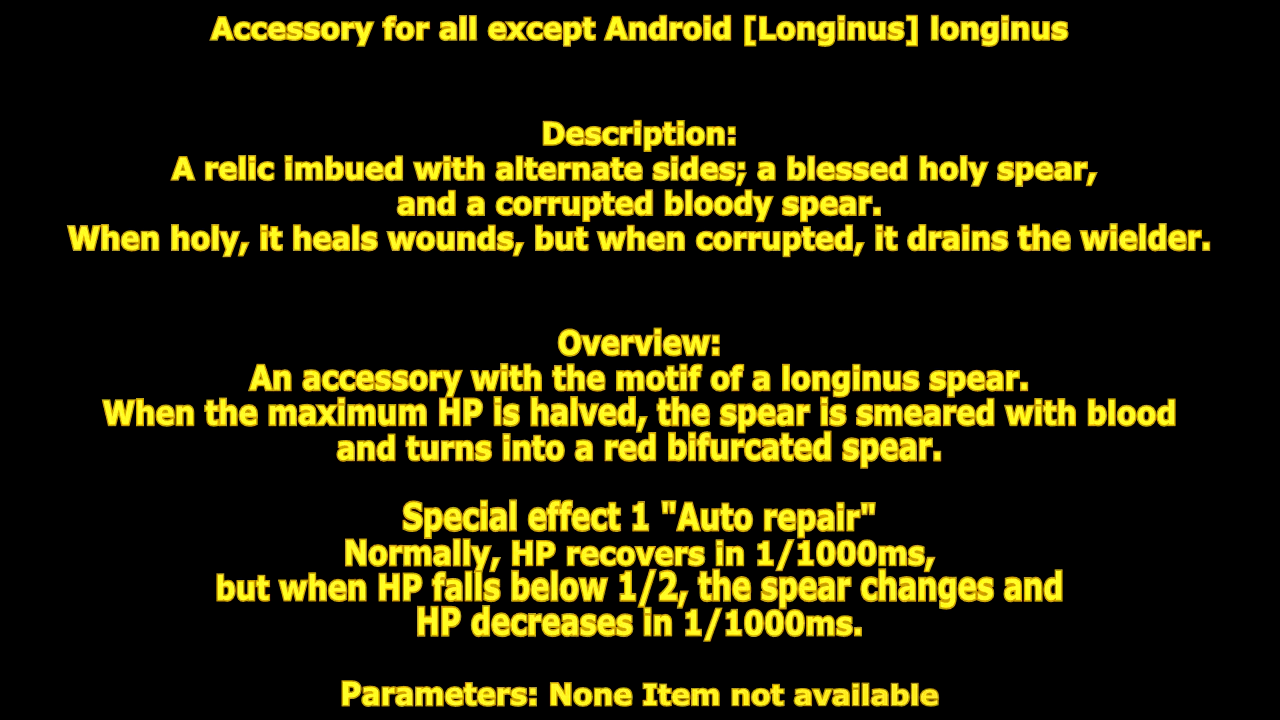 Accessory for all except Android [Longinus] longinus
Description:
A relic imbued with alternate sides; a blessed holy spear,
and a corrupted bloody spear.
When holy, it heals wounds, but when corrupted, it drains the wielder.
Overview:
An accessory with the motif of a longinus spear.
When the maximum HP is halved, the spear is smeared with blood
and turns into a red bifurcated spear.
Special effect 1 "Auto repair"
Normally, HP recovers in 1/1000ms,
but when HP falls below 1/2, the spear changes and
HP decreases in 1/1000ms.
Parameters: None Item not available